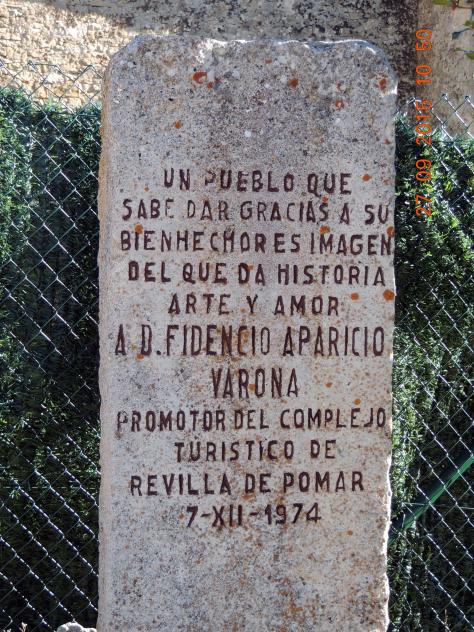 UN PUEBLO QUE
SABE DAR GRACIAS A SU
BIENHECHOR ES IMAGEN
DEL QUE DA HISTORIA
ARTE Y AMOR
A D. FIDENCIO APARICIO
VARONA
PROMOTOR DEL COMPLEJO
TURISTICO DE
REVILLA DE POMAR
7-XII-1974
27.09.2015 10:50